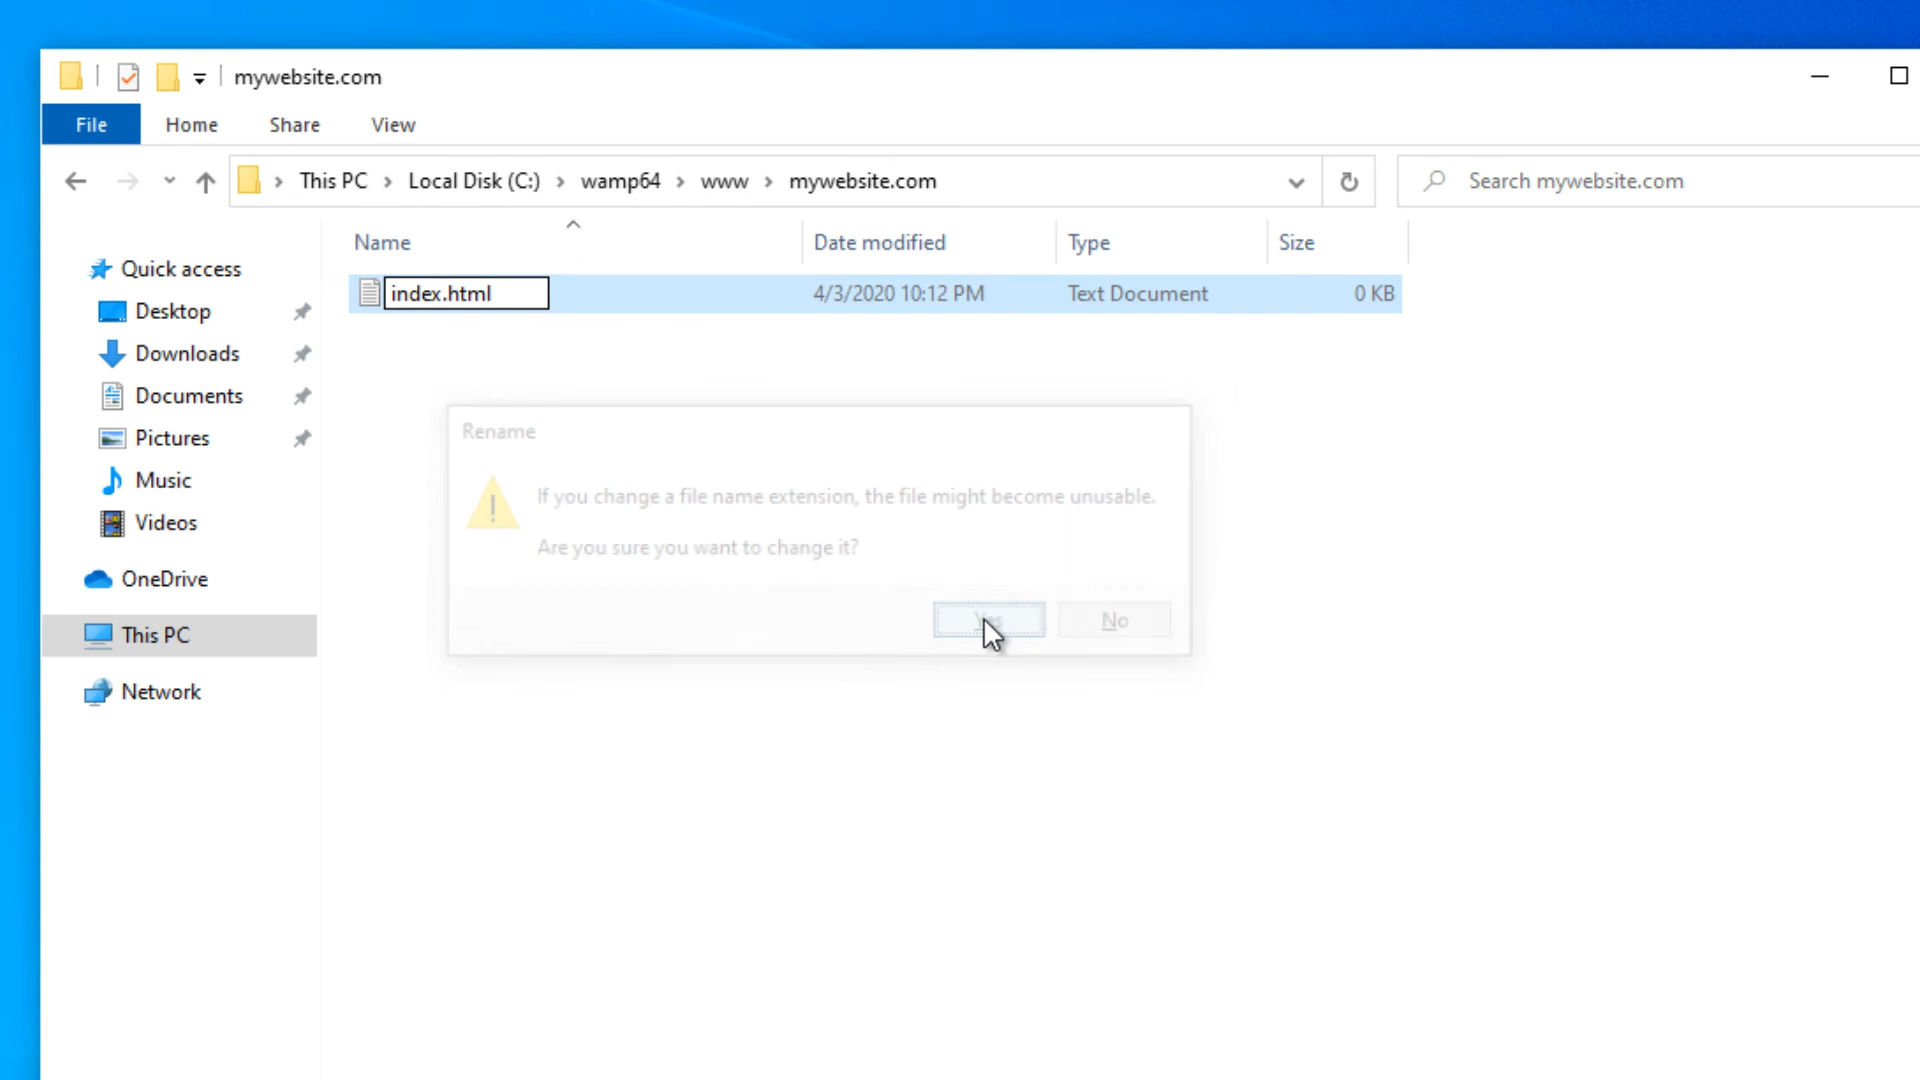 mywebsite.com
File Home Share View
This PC Local Disk (C:) wamp64 www mywebsite.com Search mywebsite.com
Name Date modified Type Size
index.html 4/3/2020 10:12 PM Text Document 0 KB
Quick access
Desktop
Downloads
Documents
Pictures
Music
Videos
OneDrive
This PC
Network
Rename
If you change a file name extension, the file might become unusable.
Are you sure you want to change it?
Yes No